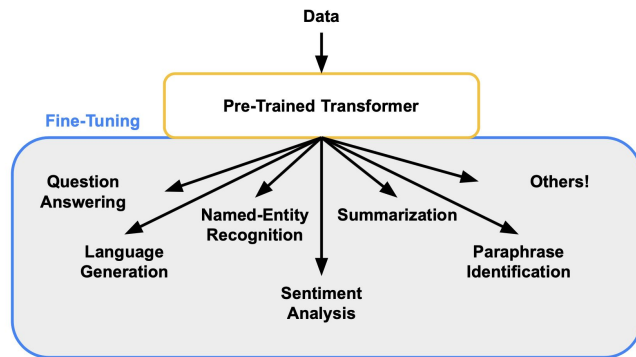 Data
Pre-Trained Transformer
Fine-Tuning
Question
Answering
Others!
Named-Entity
Recognition
Summarization
Language
Generation
Paraphrase
Identification
Sentiment
Analysis